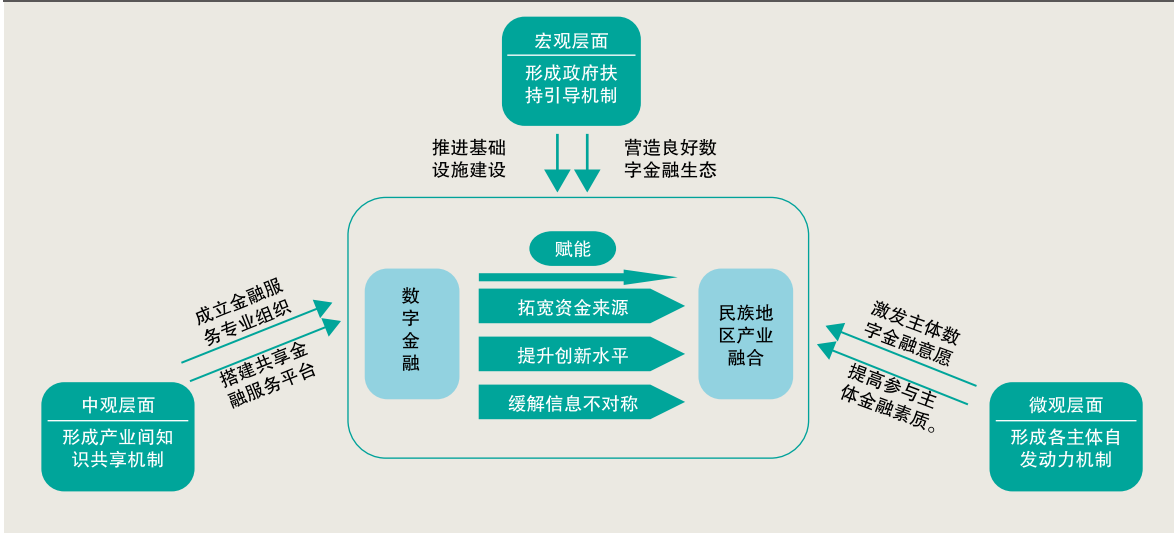 宏观层面
形成政府扶
持引导机制
推进基础
设施建设
营造良好数
字金融生态
赋能
数
字
金
融
拓宽资金来源
提升创新水平
缓解信息不对称
民族地
区产业
融合
成立金融服
务专业组织
搭建共享金
融服务平台
中观层面
形成产业间知
识共享机制
激发主体数
字金融意愿
提高参与主
体金融素质。
微观层面
形成各主体自
发动力机制